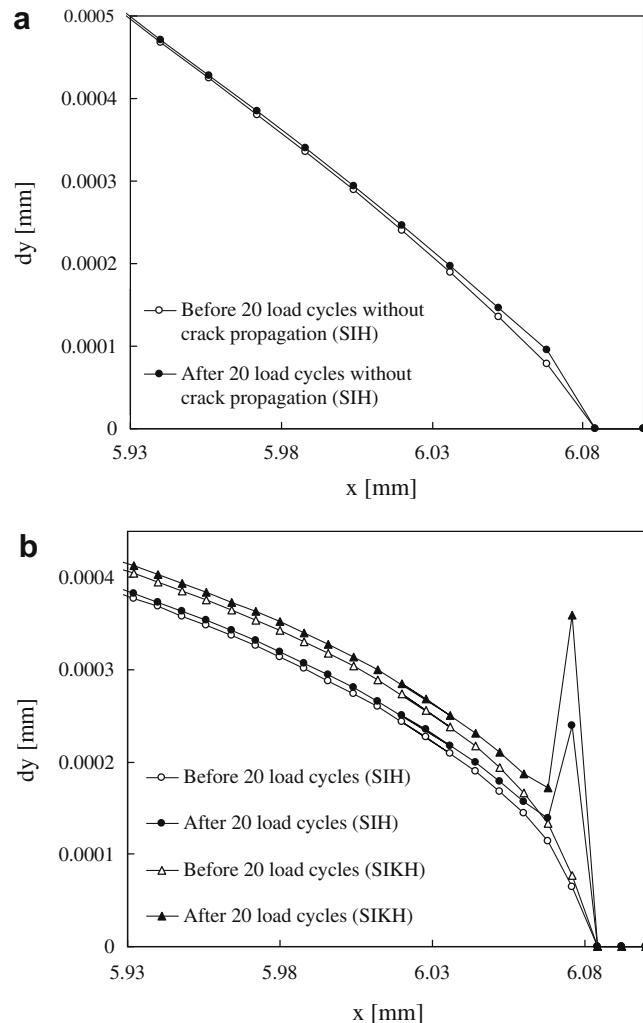 a
0.0005
0.0004
0.0003
0.0002
0.0001
0
dy [mm]
Before 20 load cycles without
crack propagation (SIH)
After 20 load cycles without
crack propagation (SIH)
5.93 5.98 6.03 6.08
x [mm]
b
0.0004
0.0003
0.0002
0.0001
0
dy [mm]
Before 20 load cycles (SIH)
After 20 load cycles (SIH)
Before 20 load cycles (SIKH)
After 20 load cycles (SIKH)
5.93 5.98 6.03 6.08
x [mm]